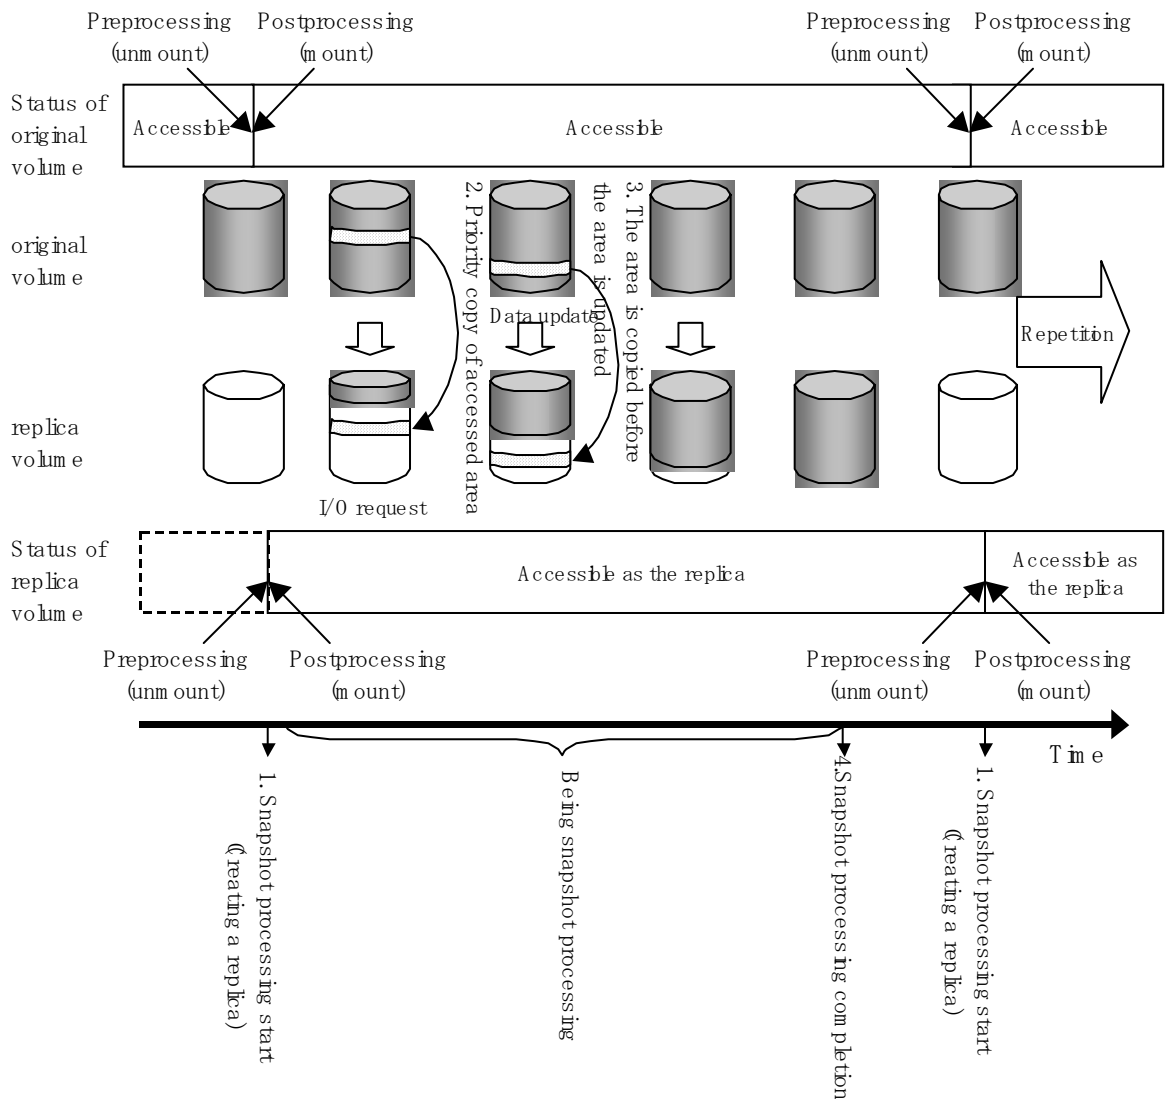 Preprocessing
(unmount)
Postprocessing
(mount)
Preprocessing
(unmount)
Postprocessing
(mount)
Status of
original
volume
Accessible
Accessible
Accessible
original
volume
2. Priority copy of accessed area
3. The area is copied before
the area is updated
Data update
Repetition
replica
volume
I/O request
Status of
replica
volume
Accessible as the replica
Accessible as
the replica
Preprocessing
(unmount)
Postprocessing
(mount)
Preprocessing
(unmount)
Postprocessing
(mount)
Time
1. Snapshot processing start
(Creating a replica)
Being snapshot processing
4.Snapshot processing completion
1. Snapshot processing start
(Creating a replica)